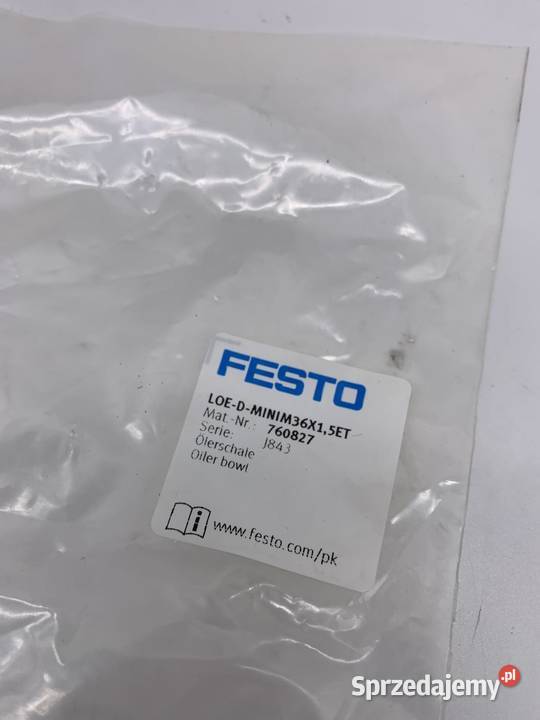 FESTO
LOE-D-MINIM36X1,5ET
Mat.-Nr.: 760827
Serie: J843
Ölerschale
Oiler bowl
www.festo.com/pk
Sprzedajemy.pl